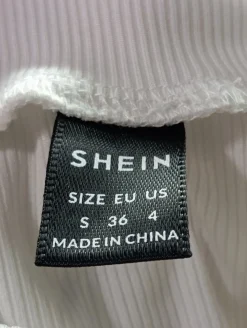 SHEIN
SIZE EU US
S 36 4
MADE IN CHINA